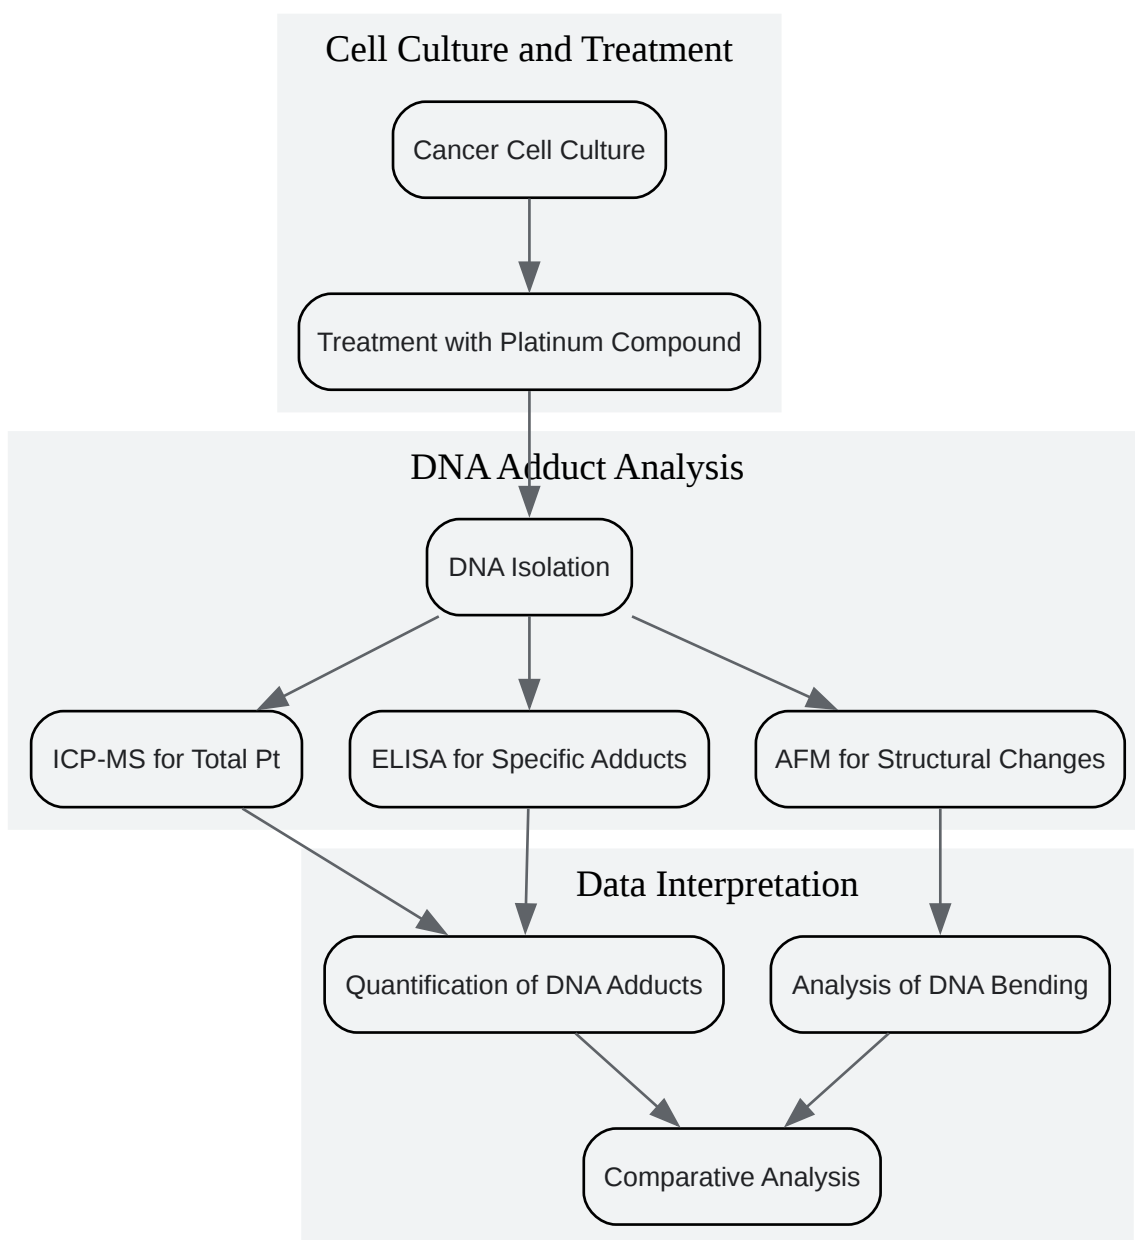 Cell Culture and Treatment
Cancer Cell Culture
Treatment with Platinum Compound
DNA Adduct Analysis
DNA Isolation
ICP-MS for Total Pt
ELISA for Specific Adducts
AFM for Structural Changes
Data Interpretation
Quantification of DNA Adducts
Analysis of DNA Bending
Comparative Analysis